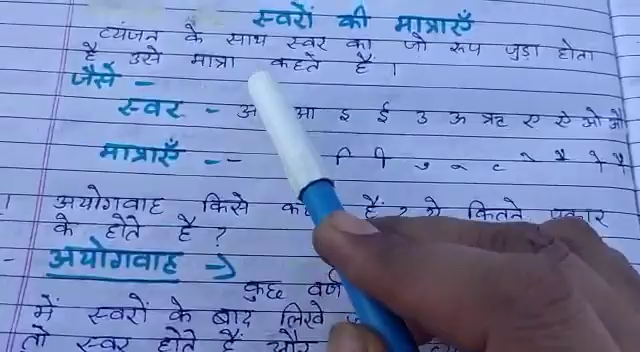 स्वरों की मात्राएँ
व्यंजन के साथ स्वर का जो रूप जुड़ा होता
है उसे मात्रा कहते हैं ।
जैसे -
स्वर - अ आ इ ई उ ऊ ऋ ए ऐ ओ औ
मात्राएँ - - ि ी ु ू ृ े ै ो ौ
अयोगवाह किसे हैं ? ये कितने प्रकार
के होते है ?
अयोगवाह →
कुछ वर्ण
में स्वरों के बाद लिखे
तो स्वर होते हैं और